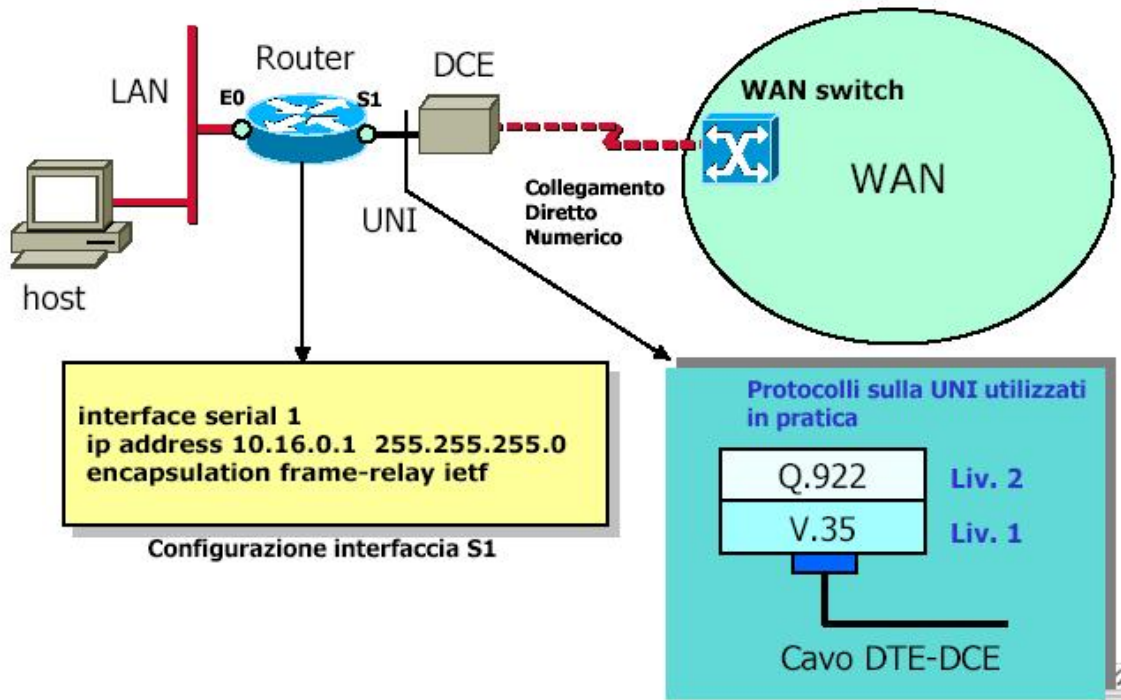 LAN
Router
DCE
E0
S1
WAN switch
WAN
UNI
Collegamento
Diretto
Numerico
host
interface serial 1
ip address 10.16.0.1 255.255.255.0
encapsulation frame-relay ietf
Configurazione interfaccia S1
Protocolli sulla UNI utilizzati
in pratica
Q.922
Liv. 2
V.35
Liv. 1
Cavo DTE-DCE